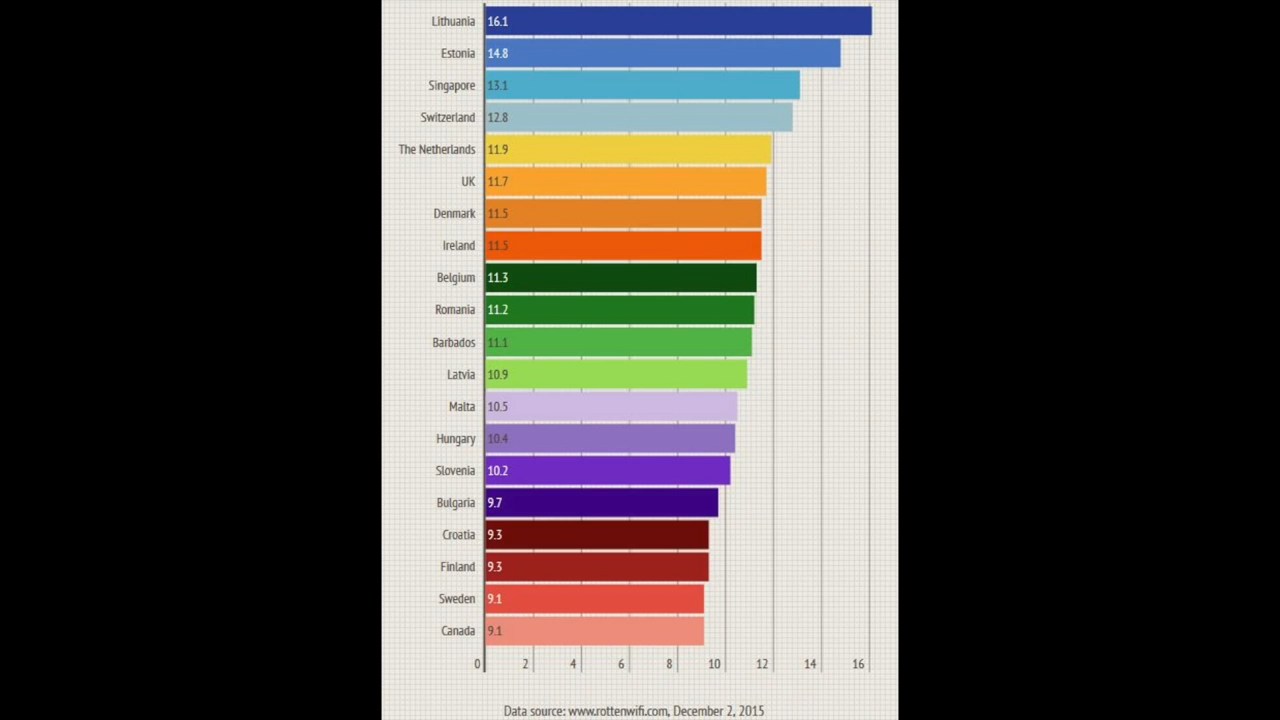 Lithuania 16.1
Estonia 14.8
Singapore 13.1
Switzerland 12.8
The Netherlands 11.9
UK 11.7
Denmark 11.5
Ireland 11.5
Belgium 11.3
Romania 11.2
Barbados 11.1
Latvia 10.9
Malta 10.5
Hungary 10.4
Slovenia 10.2
Bulgaria 9.7
Croatia 9.3
Finland 9.3
Sweden 9.1
Canada 9.1
0 2 4 6 8 10 12 14 16
Data source: www.rottenwifi.com, December 2, 2015